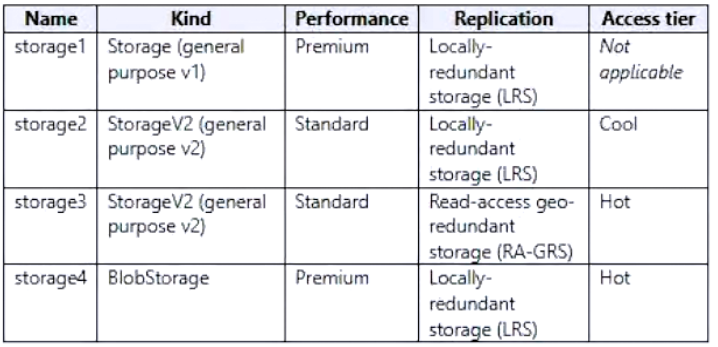 Name Kind Performance Replication Access tier
storage1 Storage (general Premium Locally- Not
purpose v1) redundant applicable
storage (LRS)
storage2 StorageV2 (general Standard Locally- Cool
purpose v2) redundant
storage (LRS)
storage3 StorageV2 (general Standard Read-access geo- Hot
purpose v2) redundant
storage (RA-GRS)
storage4 BlobStorage Premium Locally- Hot
redundant
storage (LRS)